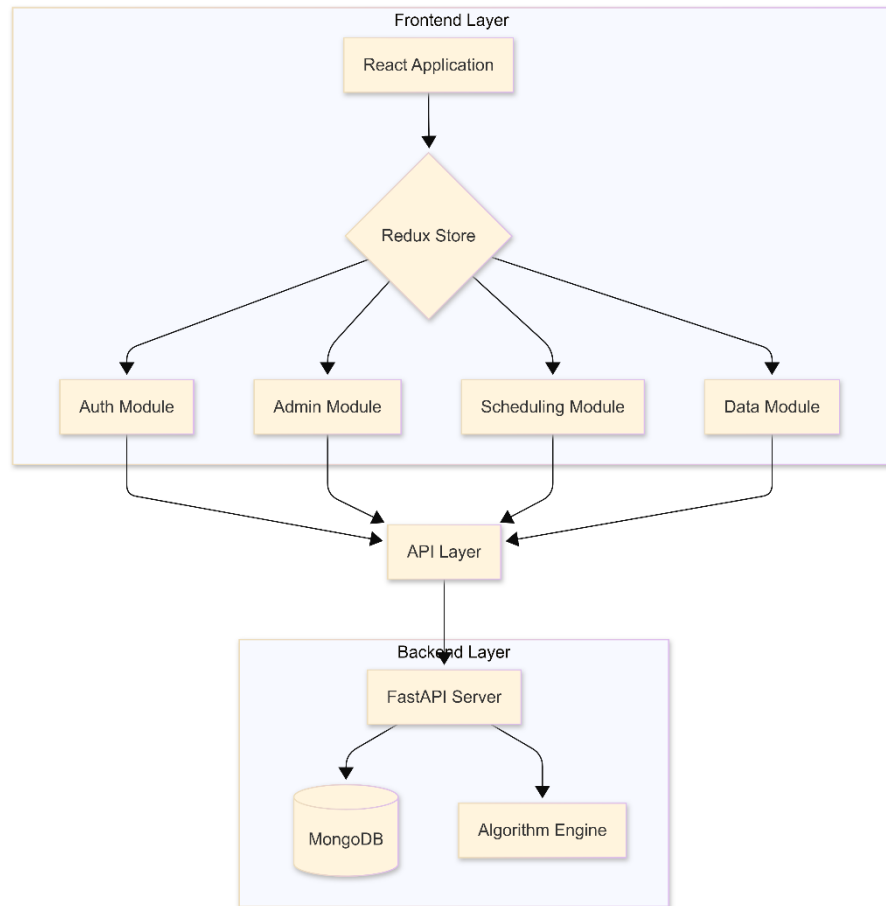 Frontend Layer
React Application
Redux Store
Auth Module
Admin Module
Scheduling Module
Data Module
API Layer
Backend Layer
FastAPI Server
MongoDB
Algorithm Engine